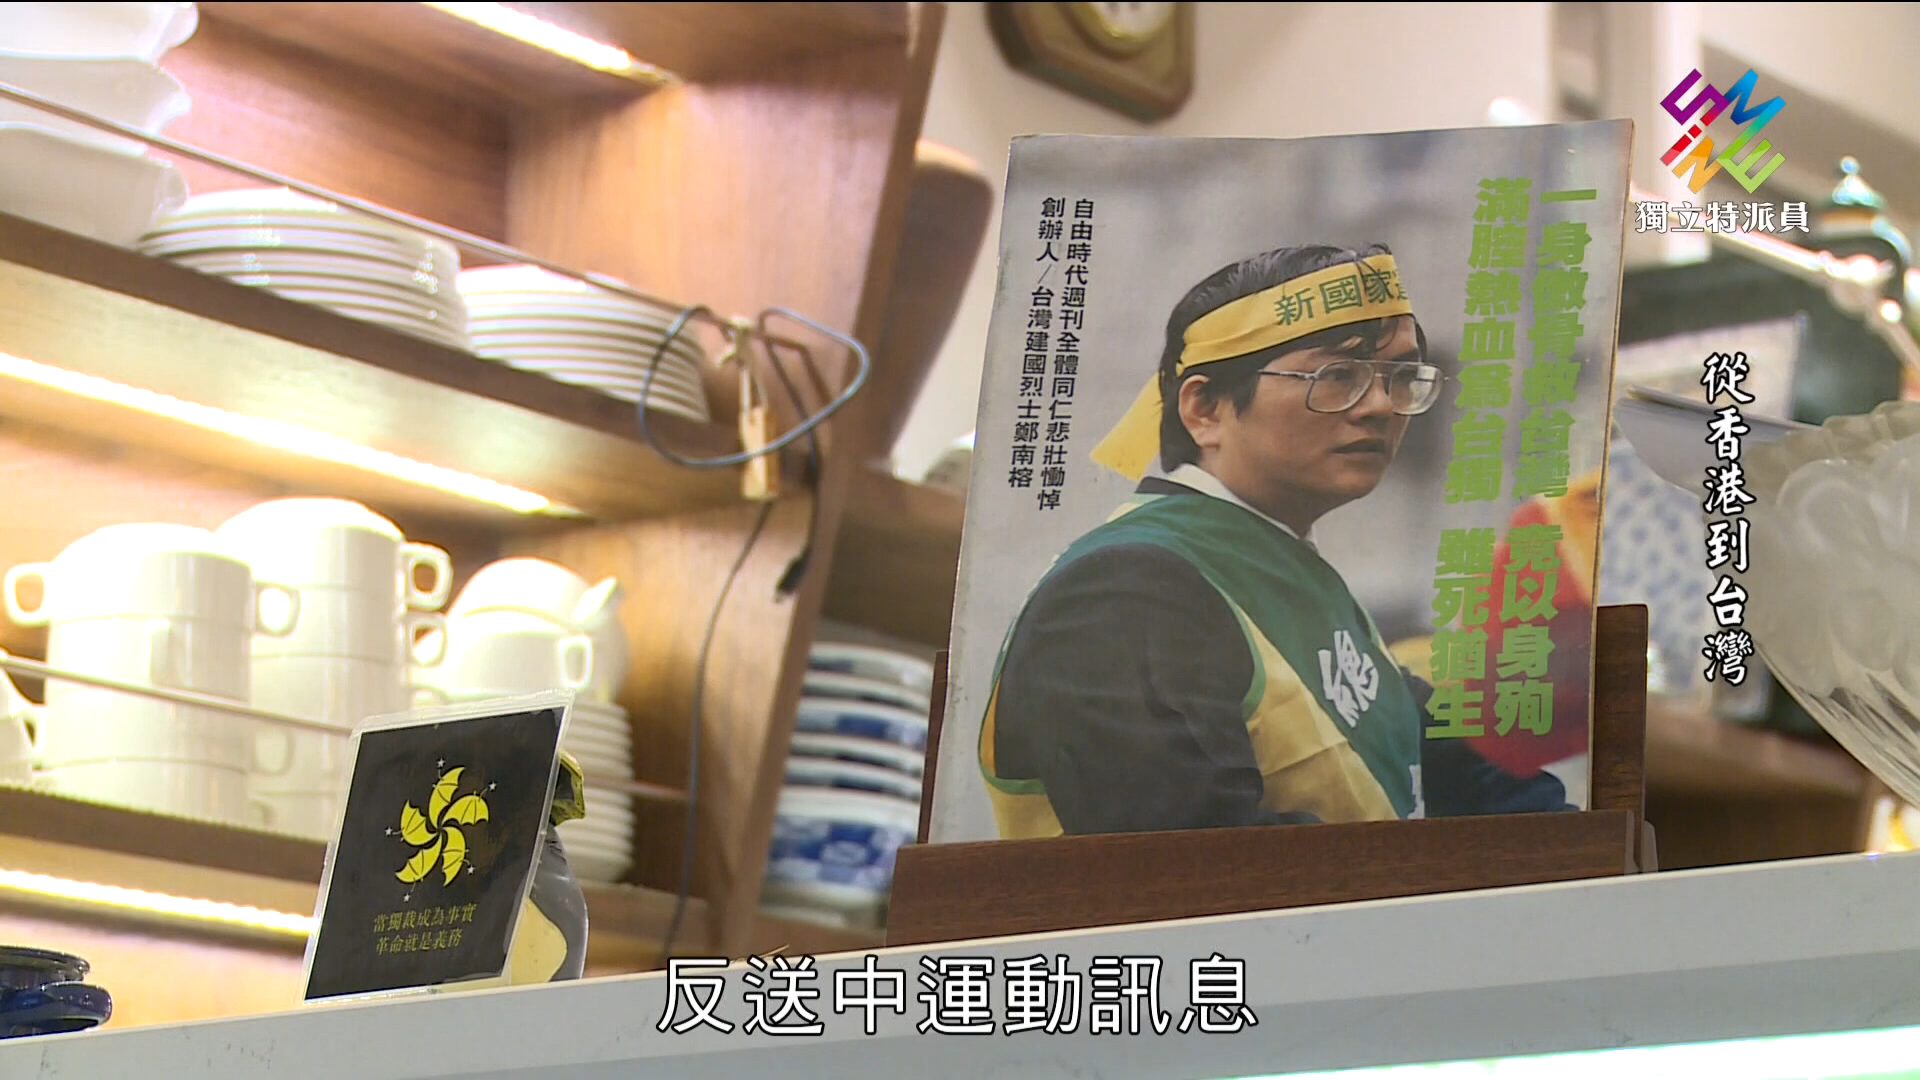 獨立特派員
從香港到台灣
一身傲骨救台灣 竟以身殉
滿腔熱血為台獨 雖死猶生
自由時代週刊全體同仁悲壯慟悼
創辦人/台灣建國烈士鄭南榕
新國家
總
當獨裁成為事實
革命就是義務
反送中運動訊息